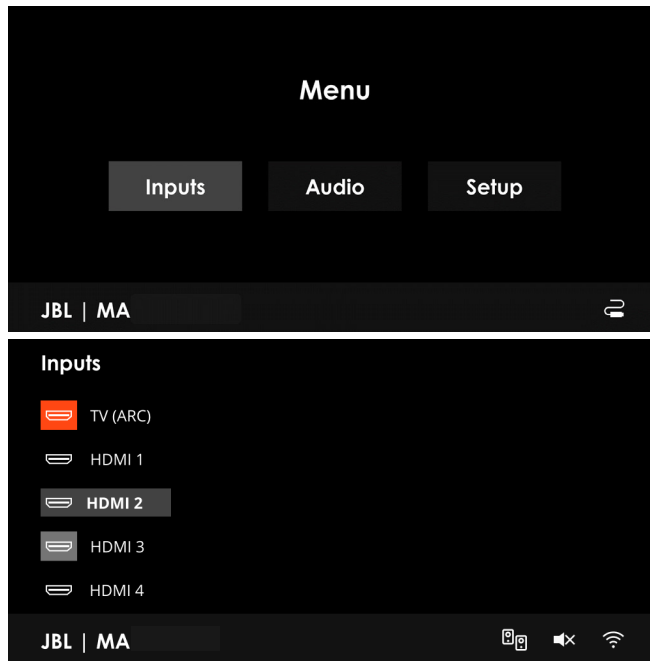 Menu
Inputs Audio Setup
JBL | MA
Inputs
TV (ARC)
HDMI 1
HDMI 2
HDMI 3
HDMI 4
JBL | MA